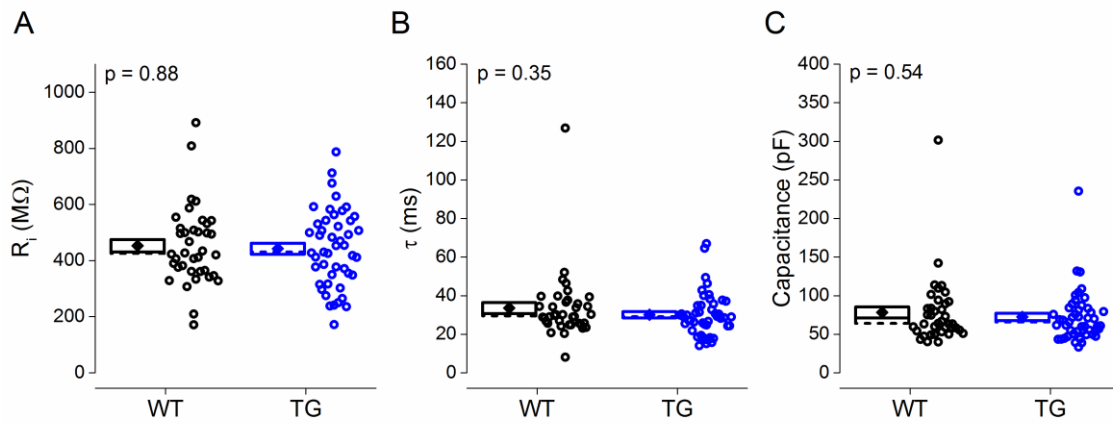 A
p = 0.88
Rᵢ (MΩ)
1000
800
600
400
200
0
WT
TG
B
p = 0.35
τ (ms)
160
140
120
100
80
60
40
20
0
WT
TG
C
p = 0.54
Capacitance (pF)
400
350
300
250
200
150
100
50
0
WT
TG